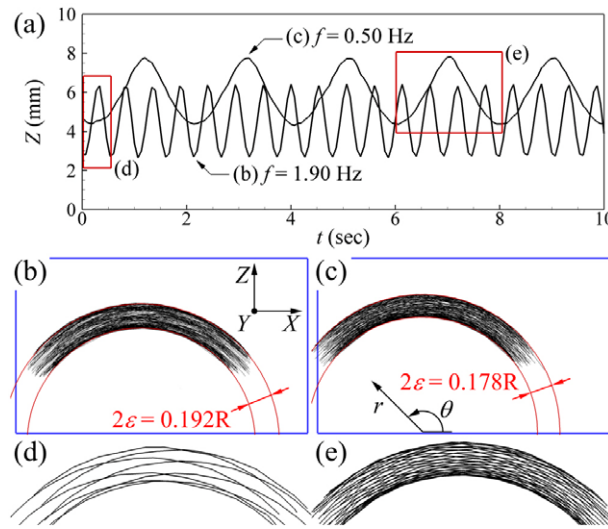 (a)
10
8
6
4
2
0
Z (mm)
(c) f = 0.50 Hz
(e)
(d)
(b) f = 1.90 Hz
0 2 4 6 8 10
t (sec)
(b)
Z
Y X
2ε = 0.192R
(c)
2ε = 0.178R
r θ
(d)
(e)